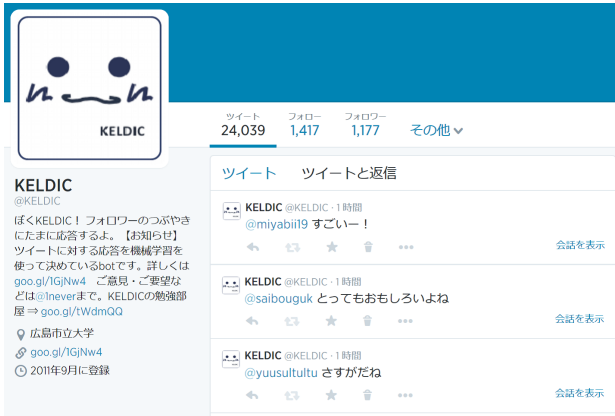 KELDIC
KELDIC
@KELDIC
ぼくKELDIC！ フォロワーのつぶやき
にたまに応答するよ。【お知らせ】
ツイートに対する応答を機械学習を
使って決めているbotです。詳しくは
goo.gl/1GjNw4　ご意見・ご要望な
どは@1neverまで。KELDICの勉強部
屋 ⇒ goo.gl/tWdmQQ
広島市立大学
goo.gl/1GjNw4
2011年9月に登録
ツイート フォロー フォロワー
24,039 1,417 1,177 その他
ツイート ツイートと返信
KELDIC @KELDIC · 1時間
@miyabii19 すごいー！
会話を表示
KELDIC @KELDIC · 1時間
@saibouguk とってもおもしろいよね
会話を表示
KELDIC @KELDIC · 1時間
@yuusultultu さすがだね
会話を表示